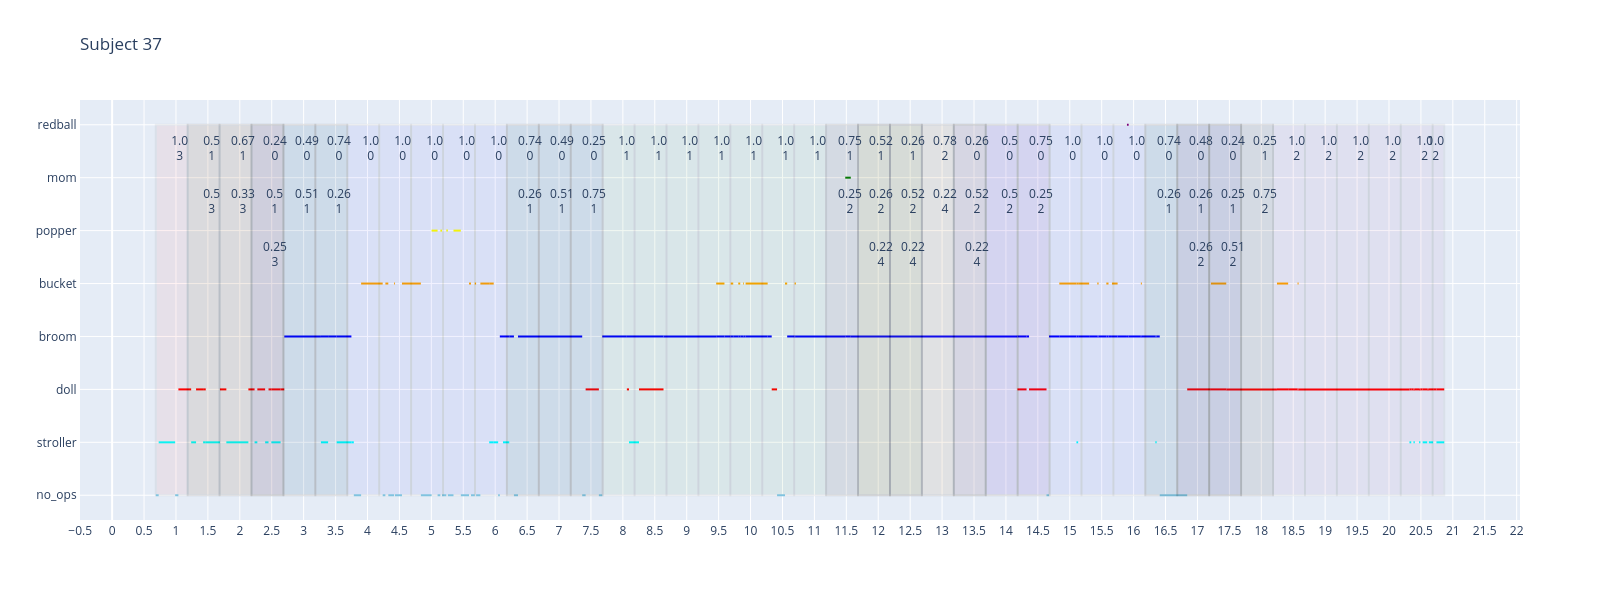 Subject 37
redball
1.0 0.5 0.67 0.24 0.49 0.74 1.0 1.0 1.0 1.0 1.0 0.74 0.49 0.25 1.0 1.0 1.0 1.0 1.0 1.0 1.0 0.75 0.52 0.26 0.78 0.26 0.5 0.75 1.0 1.0 1.0 0.74 0.48 0.24 0.25 1.0 1.0 1.0 1.0 1.0 1.0
3 1 1 0 0 0 0 0 0 0 0 0 0 0 1 1 1 1 1 1 1 1 1 1 2 0 0 0 0 0 0 0 0 0 1 2 2 2 2 2 2
mom
0.5 0.33 0.5 0.51 0.26 0.26 0.51 0.75 0.25 0.26 0.52 0.22 0.52 0.5 0.25 0.26 0.26 0.25 0.75
3 3 1 1 1 1 1 1 2 2 2 4 2 2 2 1 1 1 2
popper
0.25 0.22 0.22 0.22 0.26 0.51
3 4 4 4 2 2
bucket
broom
doll
stroller
no_ops
−0.5 0 0.5 1 1.5 2 2.5 3 3.5 4 4.5 5 5.5 6 6.5 7 7.5 8 8.5 9 9.5 10 10.5 11 11.5 12 12.5 13 13.5 14 14.5 15 15.5 16 16.5 17 17.5 18 18.5 19 19.5 20 20.5 21 21.5 22